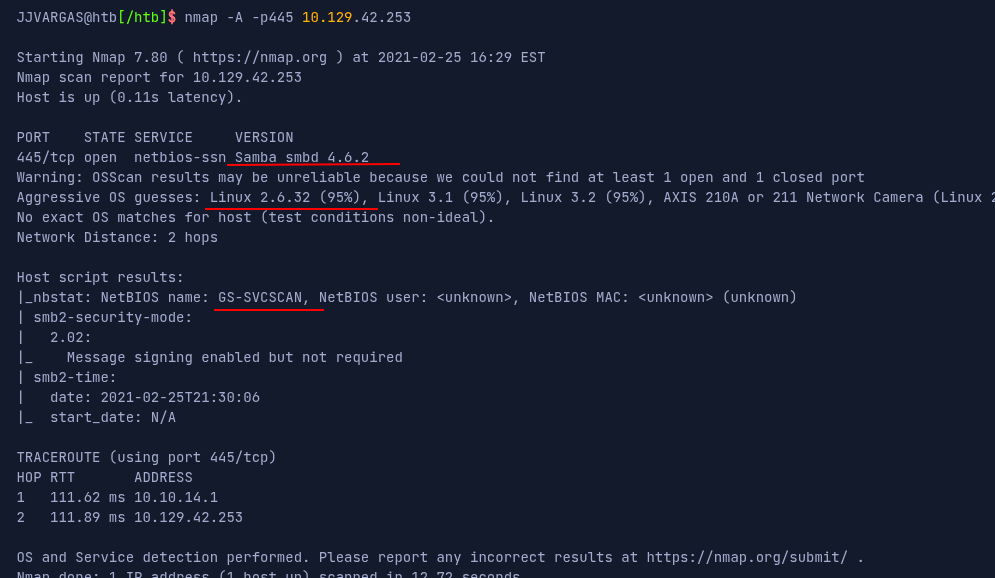 JJVARGAS@htb[/htb]$ nmap -A -p445 10.129.42.253
Starting Nmap 7.80 ( https://nmap.org ) at 2021-02-25 16:29 EST
Nmap scan report for 10.129.42.253
Host is up (0.11s latency).
PORT    STATE SERVICE     VERSION
445/tcp open  netbios-ssn Samba smbd 4.6.2
Warning: OSScan results may be unreliable because we could not find at least 1 open and 1 closed port
Aggressive OS guesses: Linux 2.6.32 (95%), Linux 3.1 (95%), Linux 3.2 (95%), AXIS 210A or 211 Network Camera (Linux 2
No exact OS matches for host (test conditions non-ideal).
Network Distance: 2 hops
Host script results:
|_nbstat: NetBIOS name: GS-SVCSCAN, NetBIOS user: <unknown>, NetBIOS MAC: <unknown> (unknown)
| smb2-security-mode:
|   2.02:
|_    Message signing enabled but not required
| smb2-time:
|   date: 2021-02-25T21:30:06
|_  start_date: N/A
TRACEROUTE (using port 445/tcp)
HOP RTT       ADDRESS
1   111.62 ms 10.10.14.1
2   111.89 ms 10.129.42.253
OS and Service detection performed. Please report any incorrect results at https://nmap.org/submit/ .
Nmap done: 1 IP address (1 host up) scanned in 12.72 seconds